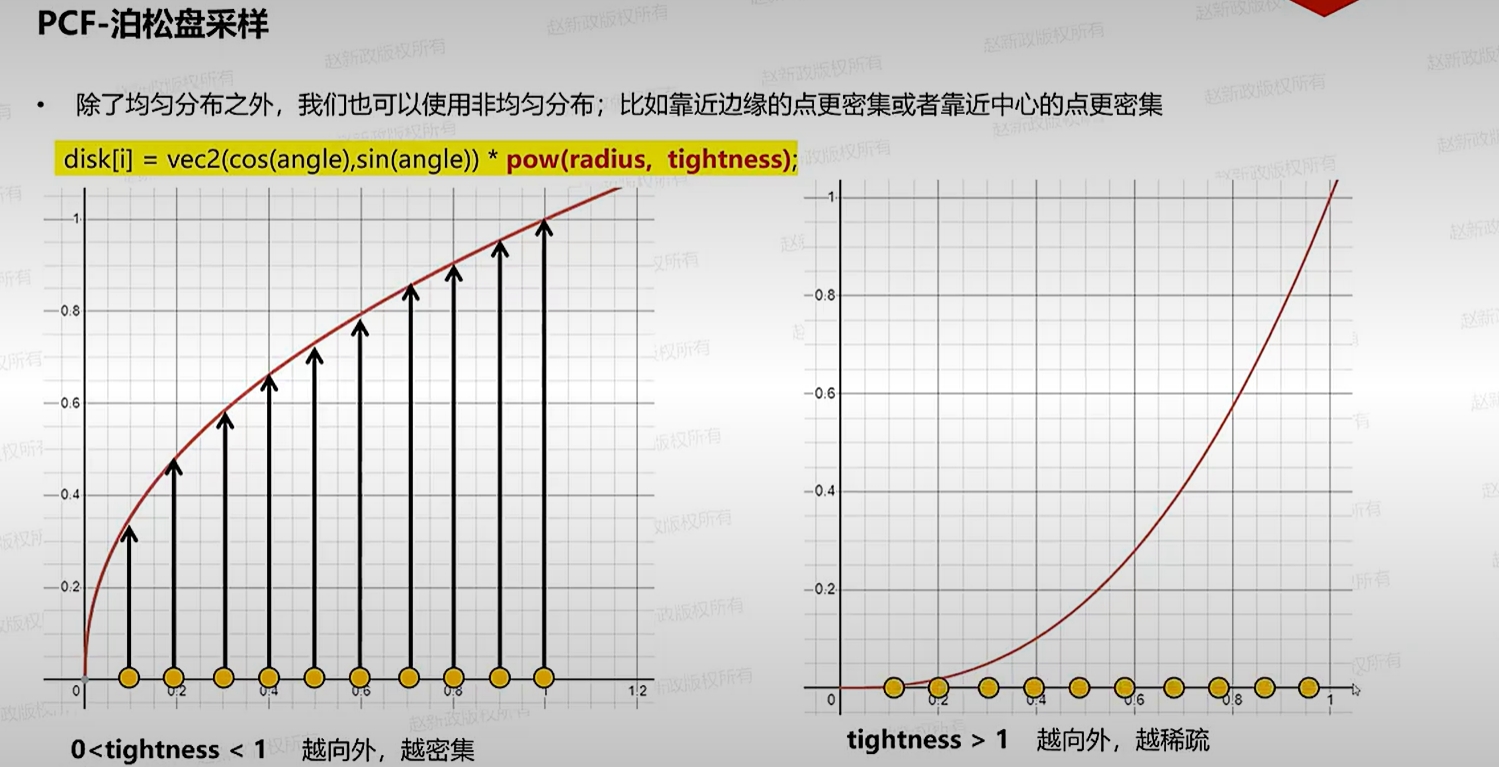 PCF-泊松盘采样
• 除了均匀分布之外，我们也可以使用非均匀分布；比如靠近边缘的点更密集或者靠近中心的点更密集
disk[i] = vec2(cos(angle),sin(angle)) * pow(radius, tightness);
1
0.8
0.6
0.4
0.2
0 0.2 0.4 0.6 0.8 1 1.2
0<tightness < 1 越向外，越密集
1
0.8
0.6
0.4
0.2
0 0.2 0.4 0.6 0.8 1
tightness > 1 越向外，越稀疏
赵新政版权所有